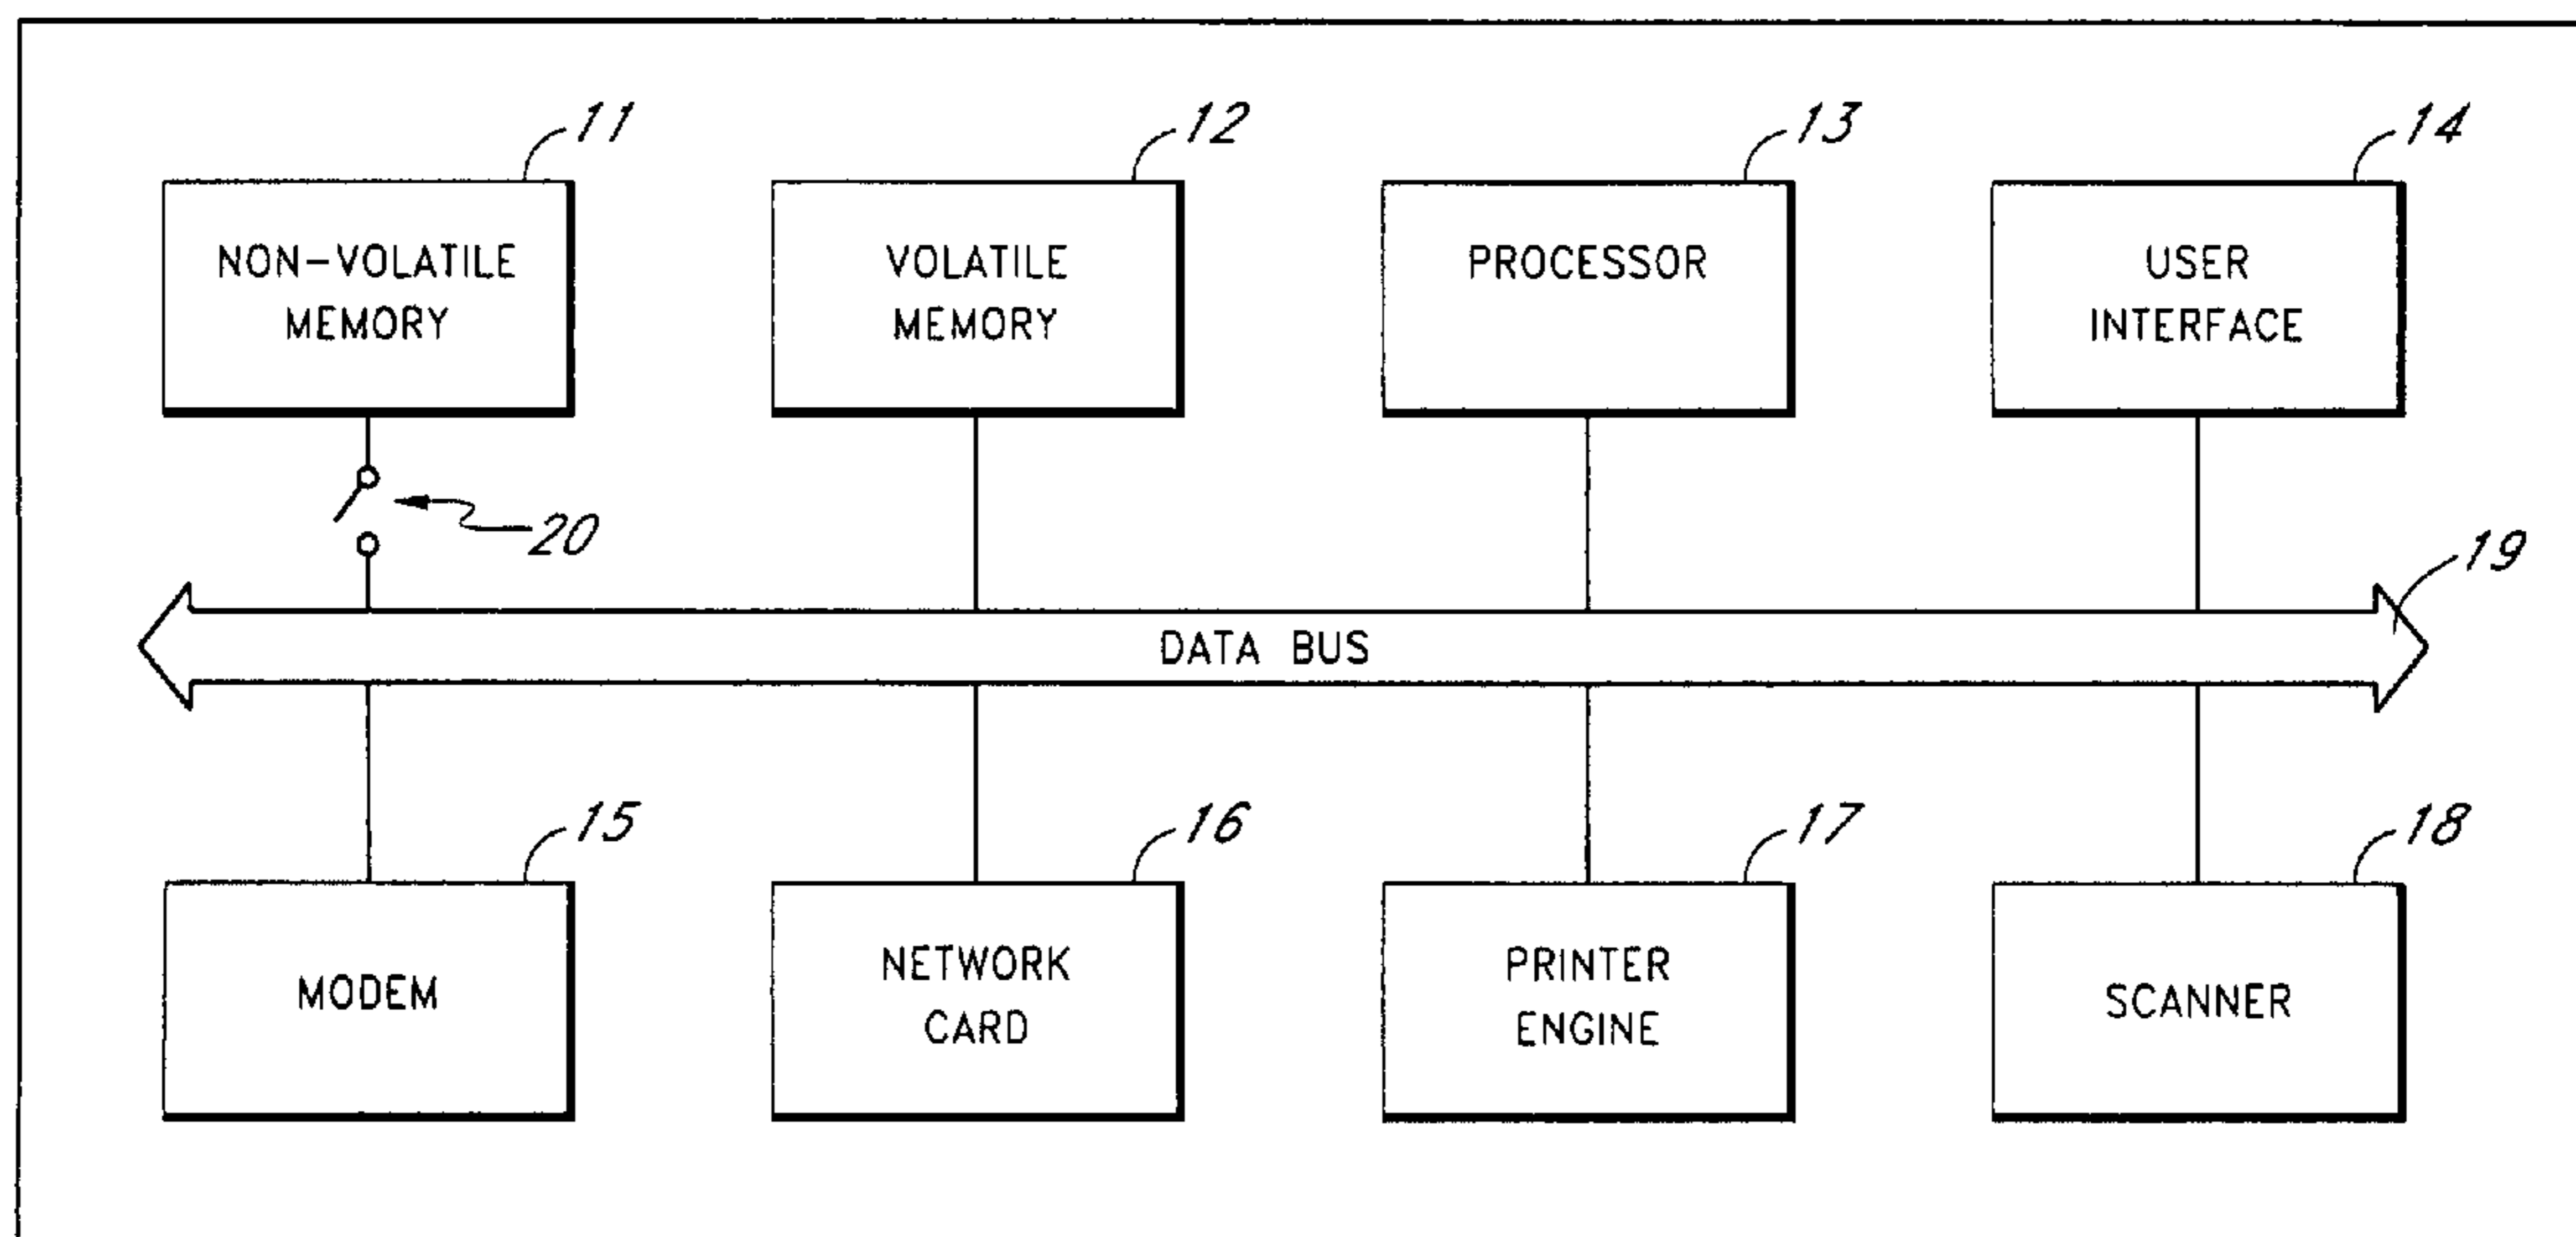 11
12
13
14
NON-VOLATILE
MEMORY
VOLATILE
MEMORY
PROCESSOR
USER
INTERFACE
20
19
DATA BUS
15
16
17
18
MODEM
NETWORK
CARD
PRINTER
ENGINE
SCANNER